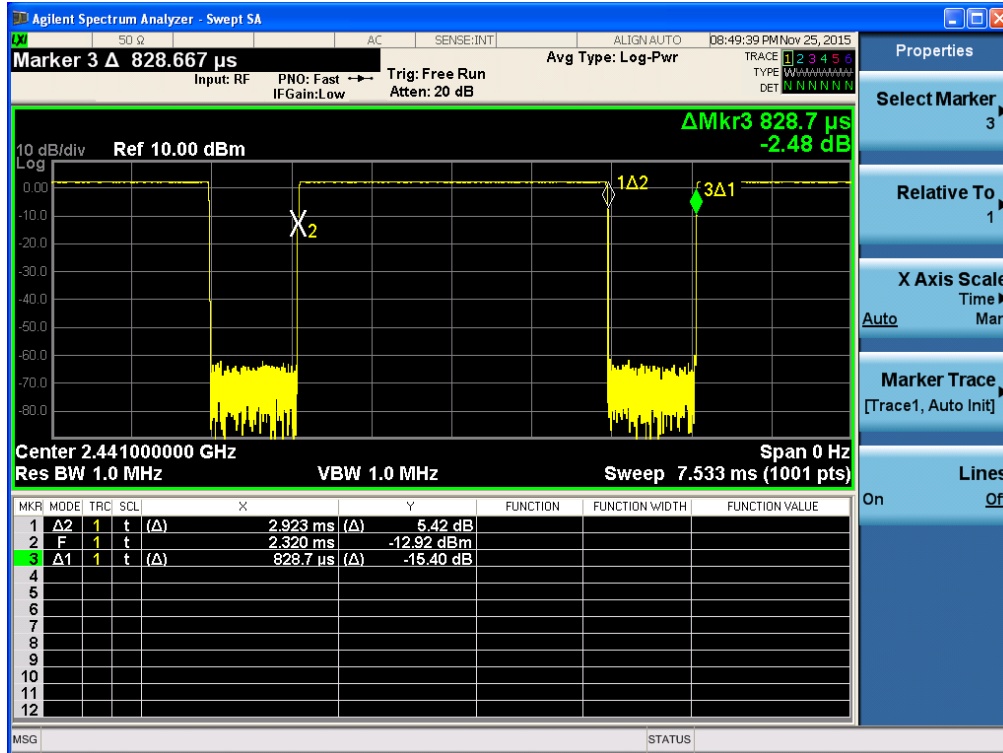 Agilent Spectrum Analyzer - Swept SA
LXI 50 Ω AC SENSE:INT ALIGN AUTO 08:49:39 PM Nov 25, 2015
Marker 3 Δ 828.667 µs
Avg Type: Log-Pwr
TRACE 1 2 3 4 5 6
Input: RF PNO: Fast Trig: Free Run
TYPE WWWWWW
IFGain:Low Atten: 20 dB
DET N N N N N N
ΔMkr3 828.7 µs
-2.48 dB
10 dB/div Ref 10.00 dBm
Log
0.00
-10.0
-20.0
-30.0
-40.0
-50.0
-60.0
-70.0
-80.0
1Δ2
3Δ1
2
Center 2.441000000 GHz Span 0 Hz
Res BW 1.0 MHz VBW 1.0 MHz Sweep 7.533 ms (1001 pts)
MKR MODE TRC SCL X Y FUNCTION FUNCTION WIDTH FUNCTION VALUE
1 Δ2 1 t (Δ) 2.923 ms (Δ) 5.42 dB
2 F 1 t 2.320 ms -12.92 dBm
3 Δ1 1 t (Δ) 828.7 µs (Δ) -15.40 dB
4
5
6
7
8
9
10
11
12
MSG STATUS
Properties
Select Marker
3
Relative To
1
X Axis Scale
Time
Auto Man
Marker Trace
[Trace1, Auto Init]
Lines
On Off